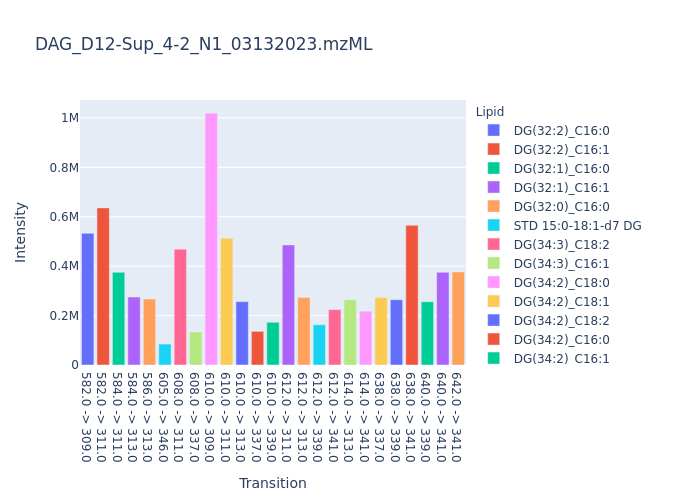 DAG_D12-Sup_4-2_N1_03132023.mzML
Intensity
1M
0.8M
0.6M
0.4M
0.2M
0
582.0 -> 309.0
582.0 -> 311.0
584.0 -> 311.0
584.0 -> 313.0
586.0 -> 313.0
605.0 -> 346.0
608.0 -> 311.0
608.0 -> 337.0
610.0 -> 309.0
610.0 -> 311.0
610.0 -> 313.0
610.0 -> 337.0
610.0 -> 339.0
612.0 -> 311.0
612.0 -> 313.0
612.0 -> 339.0
612.0 -> 341.0
614.0 -> 313.0
614.0 -> 341.0
638.0 -> 337.0
638.0 -> 339.0
638.0 -> 341.0
640.0 -> 339.0
640.0 -> 341.0
642.0 -> 341.0
Transition
Lipid
DG(32:2)_C16:0
DG(32:2)_C16:1
DG(32:1)_C16:0
DG(32:1)_C16:1
DG(32:0)_C16:0
STD 15:0-18:1-d7 DG
DG(34:3)_C18:2
DG(34:3)_C16:1
DG(34:2)_C18:0
DG(34:2)_C18:1
DG(34:2)_C18:2
DG(34:2)_C16:0
DG(34:2)_C16:1